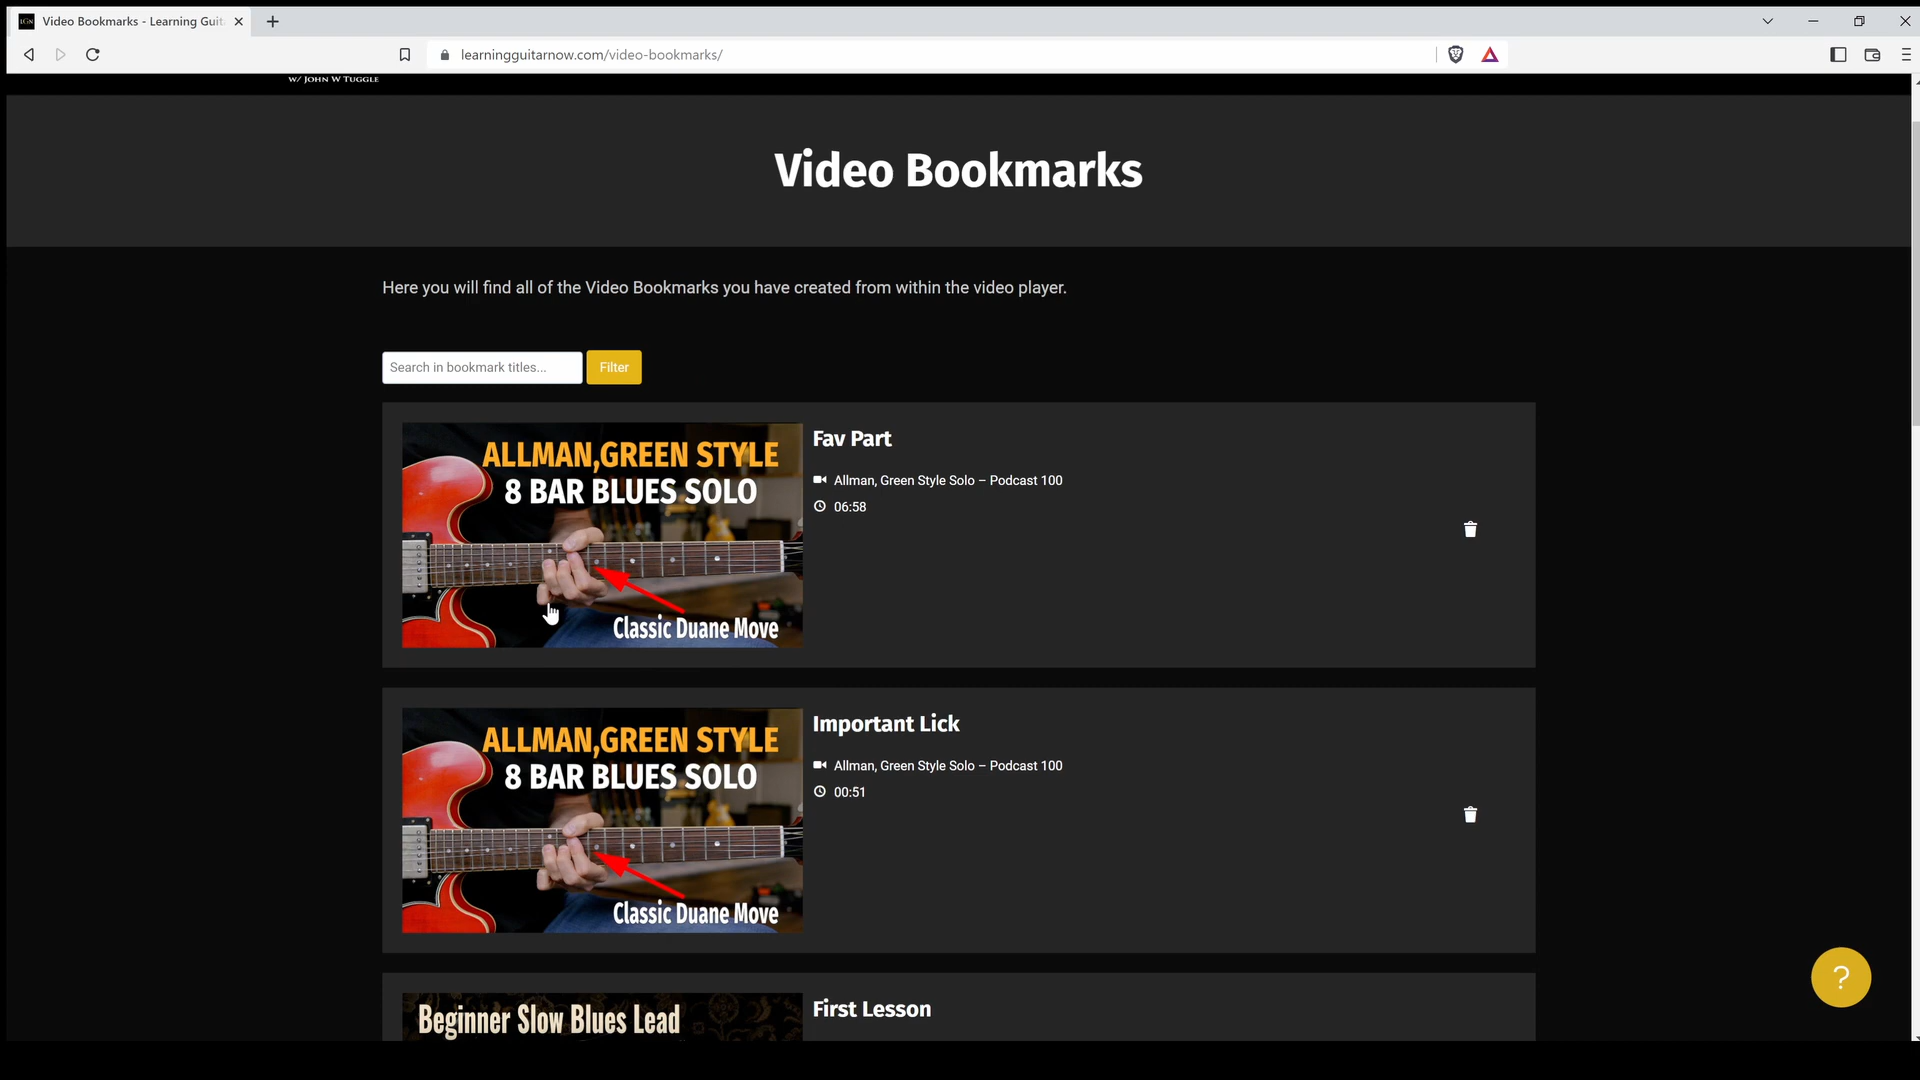 Video Bookmarks - Learning Guit
learningguitarnow.com/video-bookmarks/
W/ JOHN W TUGGLE
Video Bookmarks
Here you will find all of the Video Bookmarks you have created from within the video player.
Search in bookmark titles...
Filter
ALLMAN,GREEN STYLE
8 BAR BLUES SOLO
Classic Duane Move
Fav Part
Allman, Green Style Solo – Podcast 100
06:58
ALLMAN,GREEN STYLE
8 BAR BLUES SOLO
Classic Duane Move
Important Lick
Allman, Green Style Solo – Podcast 100
00:51
Beginner Slow Blues Lead
First Lesson
?